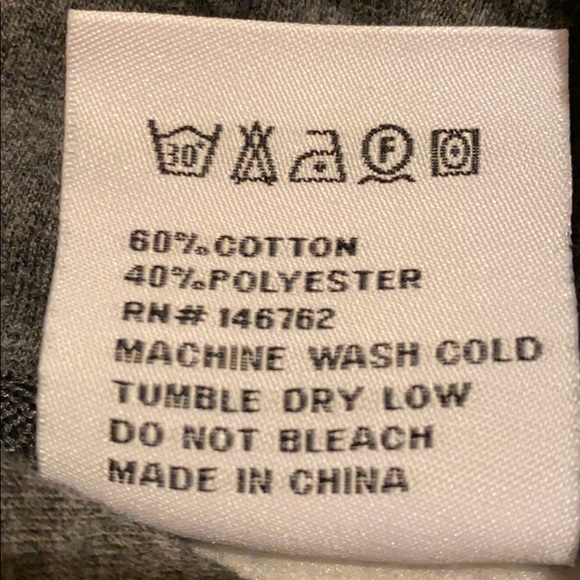 30°
F
60%COTTON
40%POLYESTER
RN# 146762
MACHINE WASH COLD
TUMBLE DRY LOW
DO NOT BLEACH
MADE IN CHINA